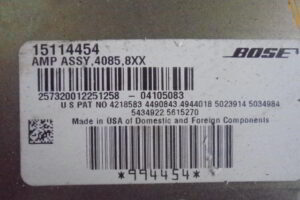 15114454
BOSE
AMP ASSY,4085,8XX
257320012251258 - 04105083
U S PAT NO 4218583 4490843 4944018 5023914 5034984
5434922 5615270
Made in USA of Domestic and Foreign Components
*994454*